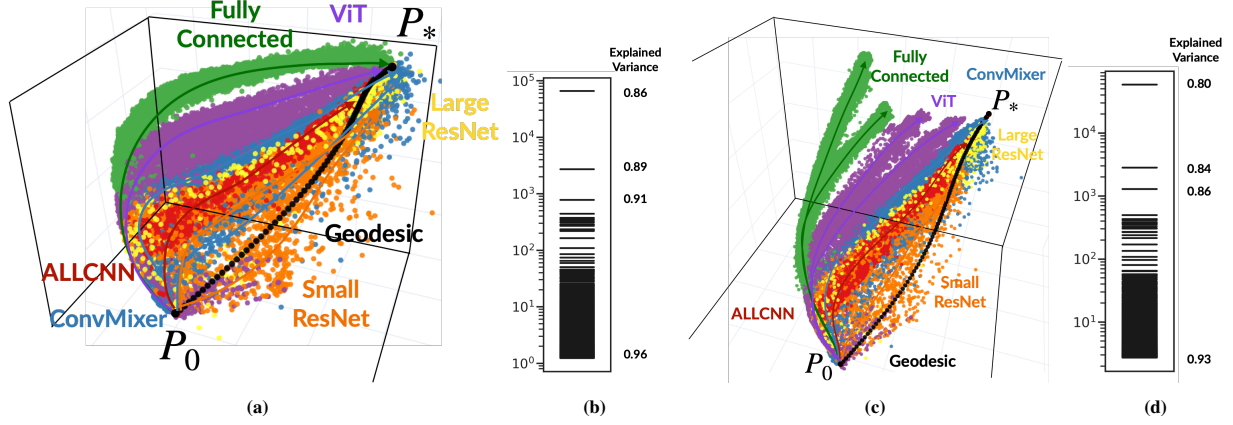 Fully
Connected
ViT
P*
Large
ResNet
Geodesic
ALLCNN
Small
ResNet
ConvMixer
P0
(a)
Explained
Variance
10^5
0.86
10^4
0.89
10^3
0.91
10^2
10^1
10^0
0.96
(b)
Fully
Connected
ConvMixer
ViT
P*
Large
ResNet
Small
ResNet
ALLCNN
P0
Geodesic
(c)
Explained
Variance
0.80
10^4
0.84
10^3
0.86
10^2
10^1
0.93
(d)